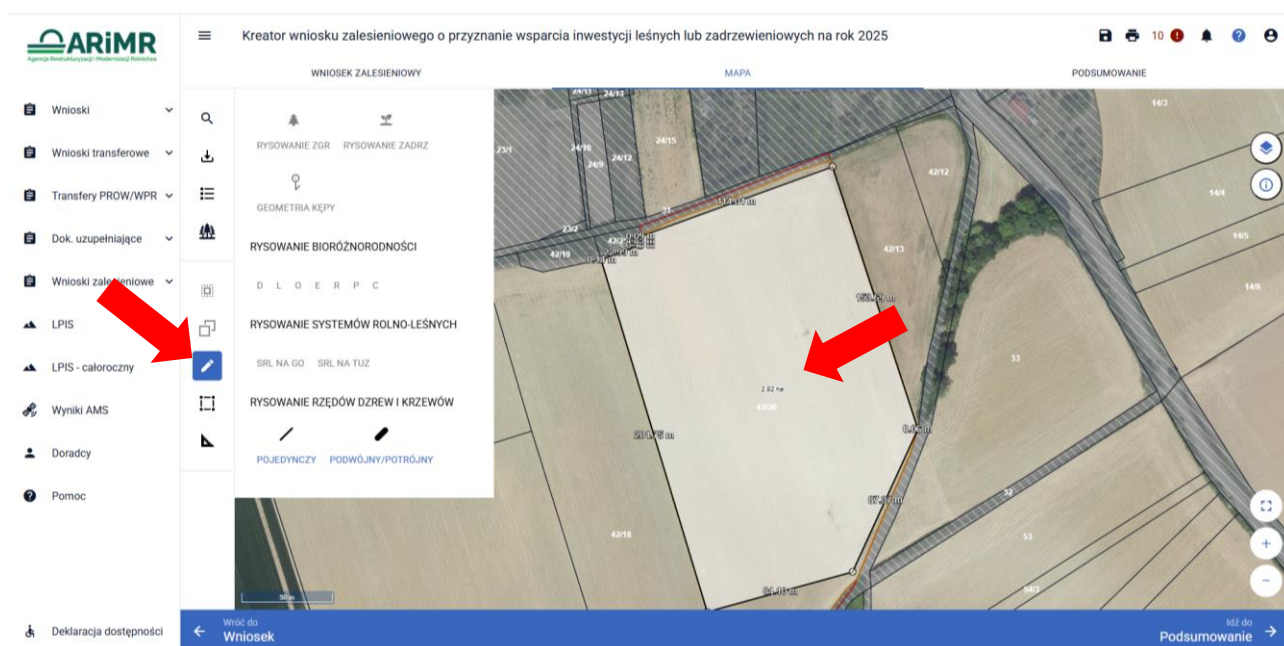 ARiMR
Agencja Restrukturyzacji i Modernizacji Rolnictwa
Kreator wniosku zalesieniowego o przyznanie wsparcia inwestycji leśnych lub zadrzewieniowych na rok 2025
10
WNIOSEK ZALESIENIOWY
MAPA
PODSUMOWANIE
Wnioski
Wnioski transferowe
Transfery PROW/WPR
Dok. uzupełniające
Wnioski zalesieniowe
LPIS
LPIS - całoroczny
Wyniki AMS
Doradcy
Pomoc
Deklaracja dostępności
RYSOWANIE ZGR RYSOWANIE ZADRZ
GEOMETRIA KĘPY
RYSOWANIE BIORÓŻNORODNOŚCI
D L O E R P C
RYSOWANIE SYSTEMÓW ROLNO-LEŚNYCH
SRL NA GO SRL NA TUZ
RYSOWANIE RZĘDÓW DZREW I KRZEWÓW
POJEDYNCZY PODWÓJNY/POTRÓJNY
24/11 24/13
14/3
23/1
24/10
24/12
24/15
24/9
42/12
14/4
31
23/2
14/5
42/19
42/13
14/6
33
2.82 ha
42/20
32
42/18
53
54/1
50 m
Wróć do
Wniosek
Idź do
Podsumowanie